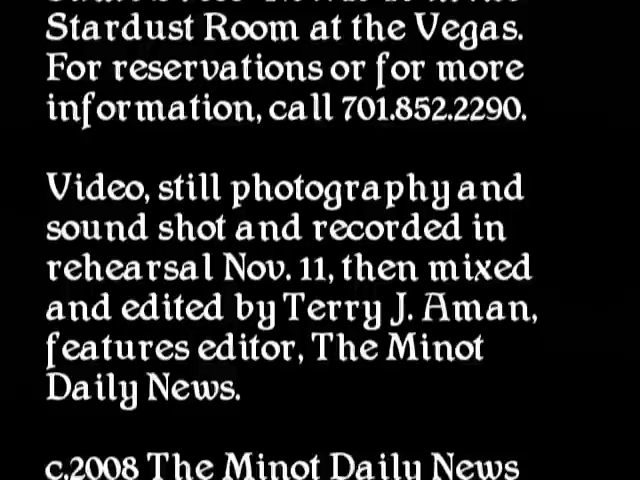 Stardust Room at the Vegas.
For reservations or for more
information, call 701.852.2290.
Video, still photography and
sound shot and recorded in
rehearsal Nov. 11, then mixed
and edited by Terry J. Aman,
features editor, The Minot
Daily News.
c.2008 The Minot Daily News